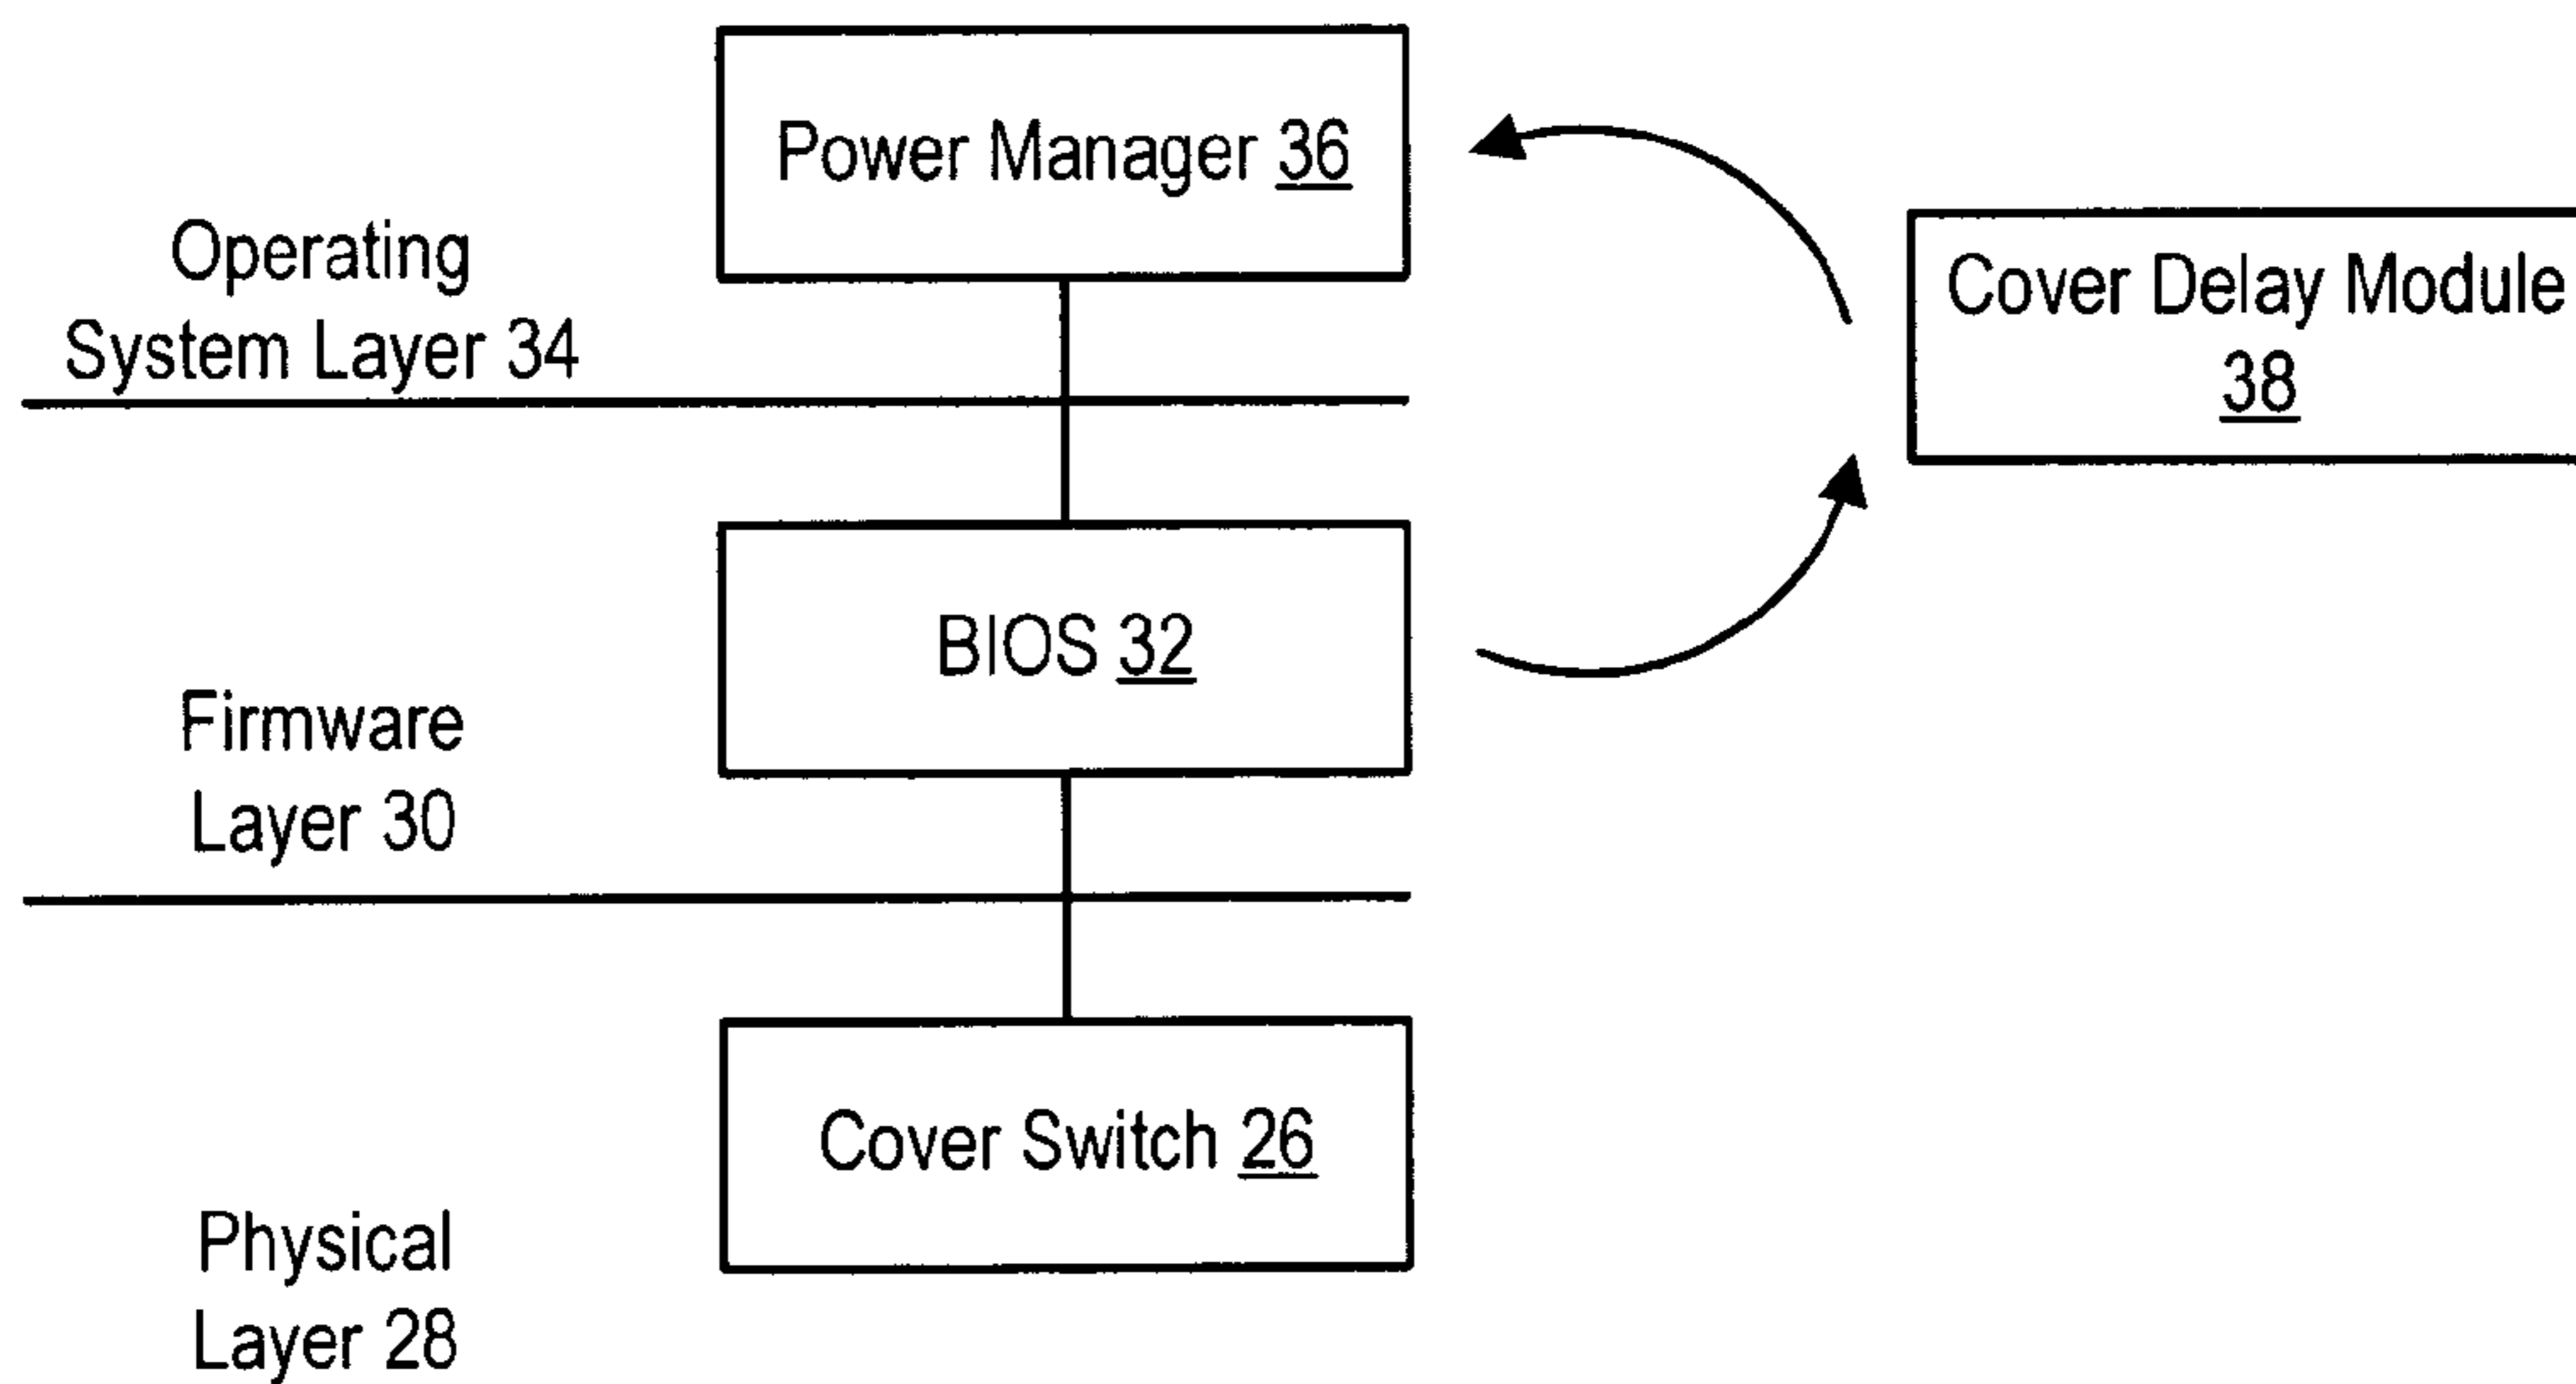 Power Manager 36
Operating
System Layer 34
Cover Delay Module
38
BIOS 32
Firmware
Layer 30
Cover Switch 26
Physical
Layer 28